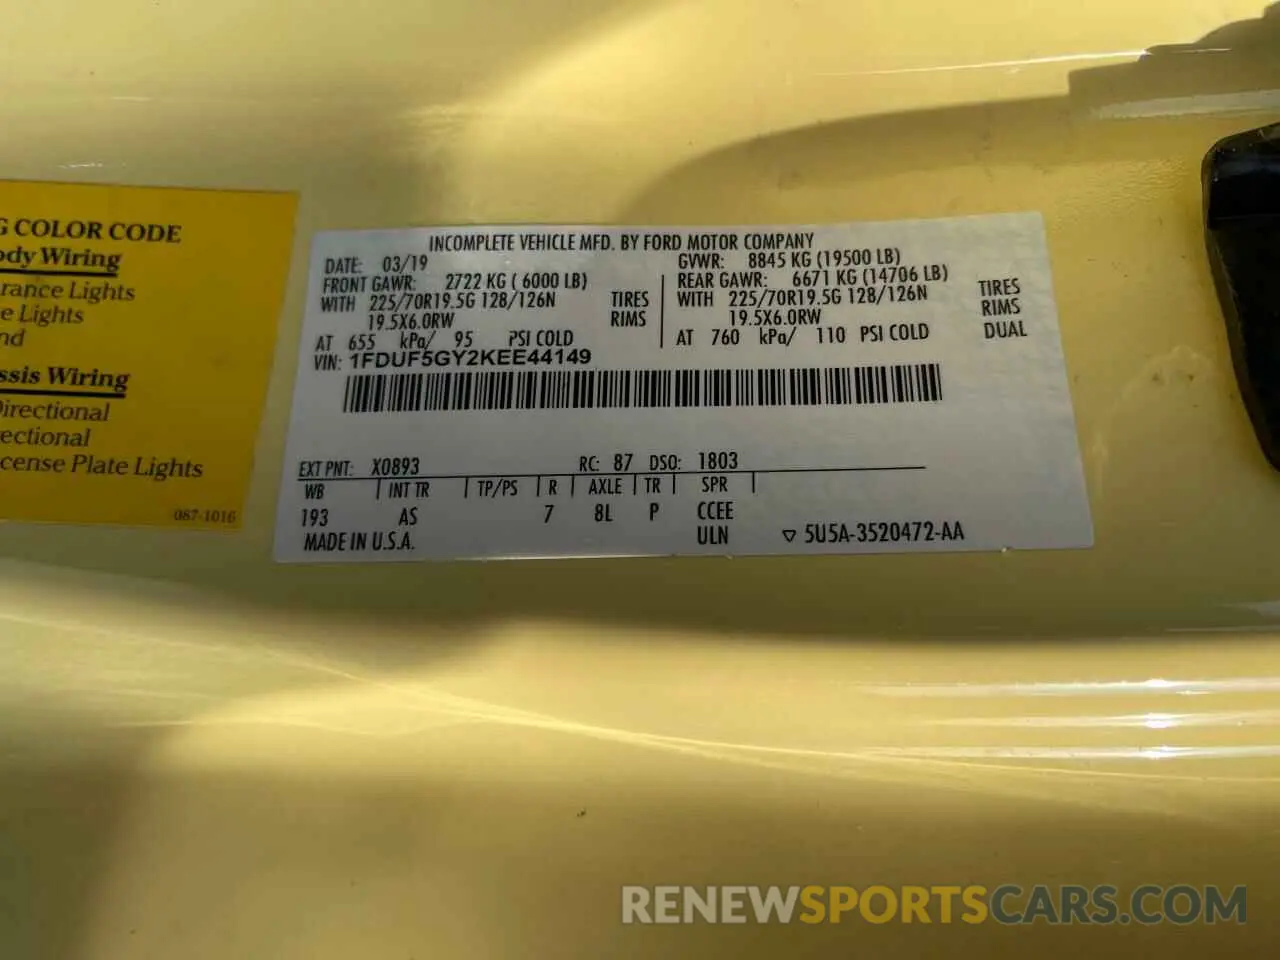 G COLOR CODE
ody Wiring
arance Lights
e Lights
nd
ssis Wiring
Directional
ectional
cense Plate Lights
087-1016
INCOMPLETE VEHICLE MFD. BY FORD MOTOR COMPANY
DATE: 03/19 GVWR: 8845 KG (19500 LB)
FRONT GAWR: 2722 KG ( 6000 LB) REAR GAWR: 6671 KG (14706 LB)
WITH 225/70R19.5G 128/126N TIRES WITH 225/70R19.5G 128/126N TIRES
19.5X6.0RW RIMS 19.5X6.0RW RIMS
AT 655 kPa/ 95 PSI COLD AT 760 kPa/ 110 PSI COLD DUAL
VIN: 1FDUF5GY2KEE44149
EXT PNT: X0893 RC: 87 DSO: 1803
WB INT TR TP/PS R AXLE TR SPR
193 AS 7 8L P CCEE
MADE IN U.S.A. ULN ▽ 5U5A-3520472-AA
RENEWSPORTSCARS.COM